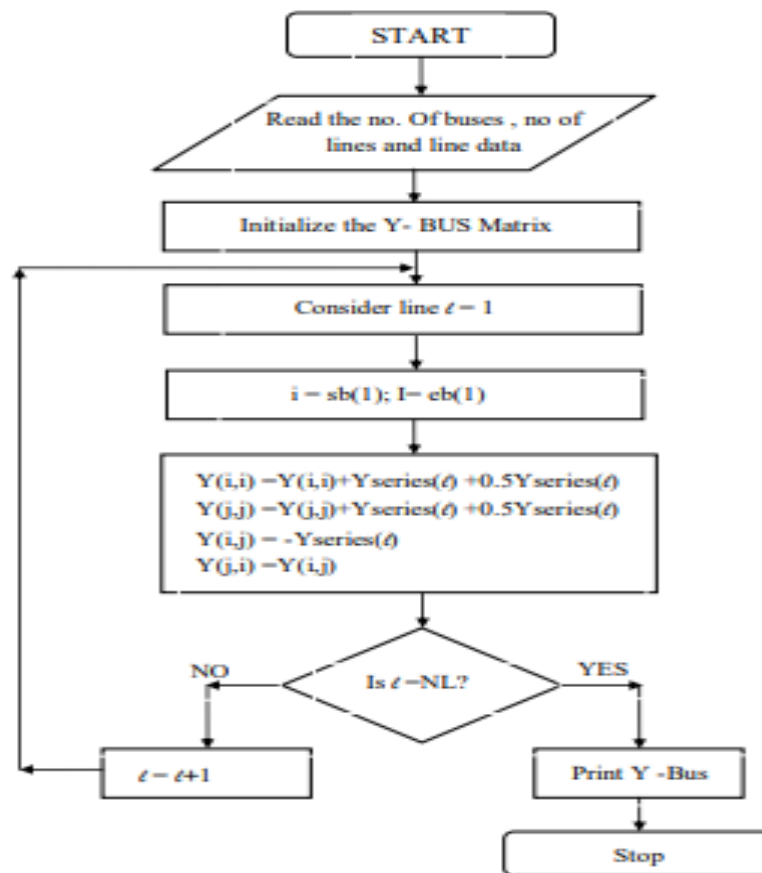 START
Read the no. Of buses , no of
lines and line data
Initialize the Y- BUS Matrix
Consider line ℓ = 1
i = sb(1); I= eb(1)
Y(i,i) =Y(i,i)+Yseries(ℓ) +0.5Yseries(ℓ)
Y(j,j) =Y(j,j)+Yseries(ℓ) +0.5Yseries(ℓ)
Y(i,j) = -Yseries(ℓ)
Y(j,i) =Y(i,j)
Is ℓ =NL?
NO
YES
ℓ = ℓ+1
Print Y -Bus
Stop